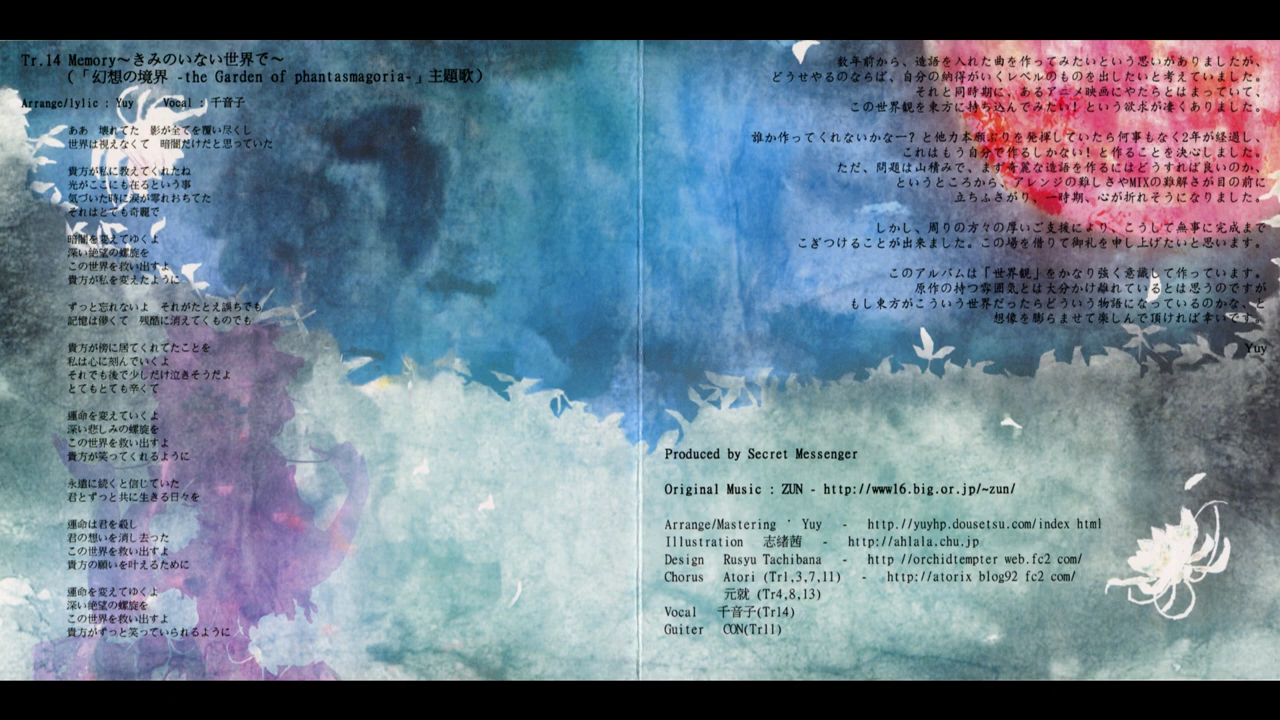 Tr.14 Memory～きみのいない世界で～
(「幻想の境界 -the Garden of phantasmagoria-」主題歌)
Arrange/lylic : Yuy　Vocal : 千音子
ああ　壊れてた　影が全てを覆い尽くし
世界は視えなくて　暗闇だけだと思っていた
貴方が私に教えてくれたね
光がここにも在るという事
気づいた時に涙が零れおちてた
それはとても奇麗で
暗闇を変えてゆくよ
深い絶望の螺旋を
この世界を救い出すよ
貴方が私を変えたように
ずっと忘れないよ　それがたとえ誤ちでも
記憶は儚くて　残酷に消えてくものでも
貴方が傍に居てくれてたことを
私は心に刻んでいくよ
それでも後で少しだけ泣きそうだよ
とてもとても辛くて
運命を変えていくよ
深い悲しみの螺旋を
この世界を救い出すよ
貴方が笑ってくれるように
永遠に続くと信じていた
君とずっと共に生きる日々を
運命は君を殺し
君の想いを消し去った
この世界を救い出すよ
貴方の願いを叶えるために
運命を変えてゆくよ
深い絶望の螺旋を
この世界を救い出すよ
貴方がずっと笑っていられるように
数年前から、造語を入れた曲を作ってみたいという思いがありましたが、
どうせやるのならば、自分の納得がいくレベルのものを出したいと考えていました。
それと同時期に、あるアニメ映画にやたらとはまっていて、
この世界観を東方に持ち込んでみたい！という欲求が凄くありました。
誰か作ってくれないかなー？と他力本願ぶりを発揮していたら何事もなく2年が経過し、
これはもう自分で作るしかない！と作ることを決心しました。
ただ、問題は山積みで、まず奇麗な造語を作るにはどうすれば良いのか、
というところから、アレンジの難しさやMIXの難解さが目の前に
立ちふさがり、一時期、心が折れそうになりました。
しかし、周りの方々の厚いご支援により、こうして無事に完成まで
こぎつけることが出来ました。この場を借りて御礼を申し上げたいと思います。
このアルバムは「世界観」をかなり強く意識して作っています。
原作の持つ雰囲気とは大分かけ離れているとは思うのですが
もし東方がこういう世界だったらどういう物語になっているのかな、と
想像を膨らませて楽しんで頂ければ幸いです。
Yuy
Produced by Secret Messenger
Original Music : ZUN - http://www16.big.or.jp/~zun/
Arrange/Mastering ・ Yuy - http://yuyhp.dousetsu.com/index html
Illustration 志緒茜 - http://ahlala.chu.jp
Design Rusyu Tachibana - http //orchidtempter web.fc2 com/
Chorus Atori (Tr1,3,7,11) - http://atorix blog92 fc2 com/
元就 (Tr4,8,13)
Vocal 千音子(Tr14)
Guiter CON(Tr11)